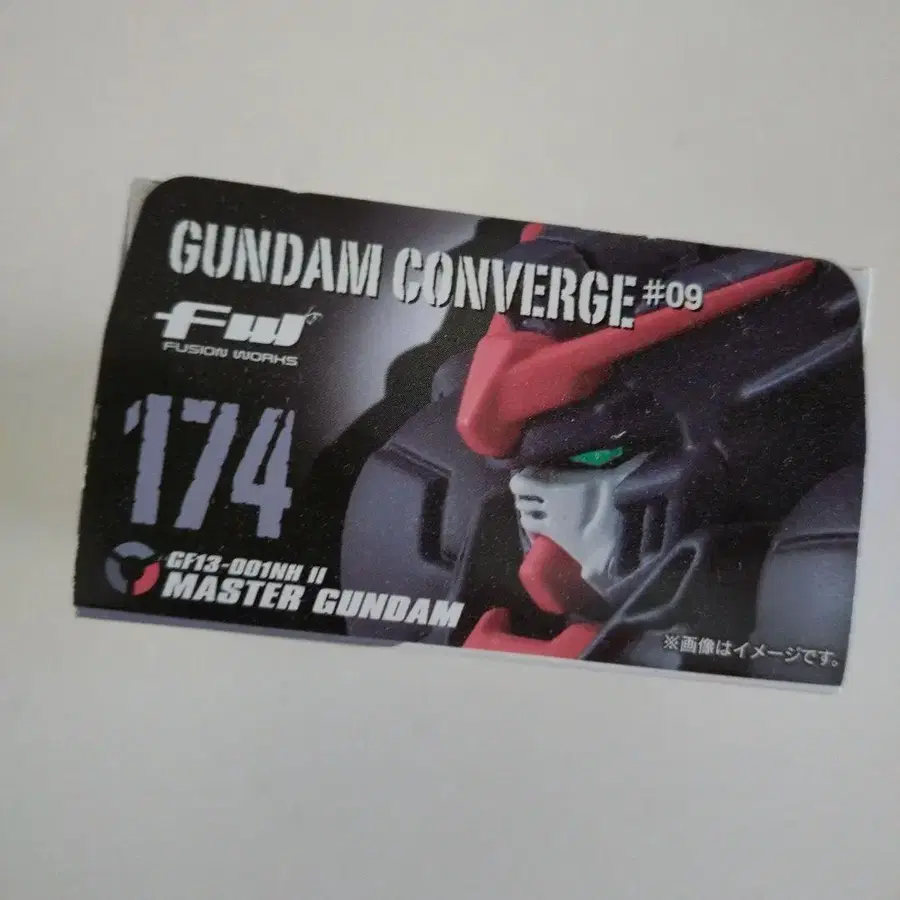 GUNDAM CONVERGE #09
FW
FUSION WORKS
174
GF13-001NH II
MASTER GUNDAM
※画像はイメージです。